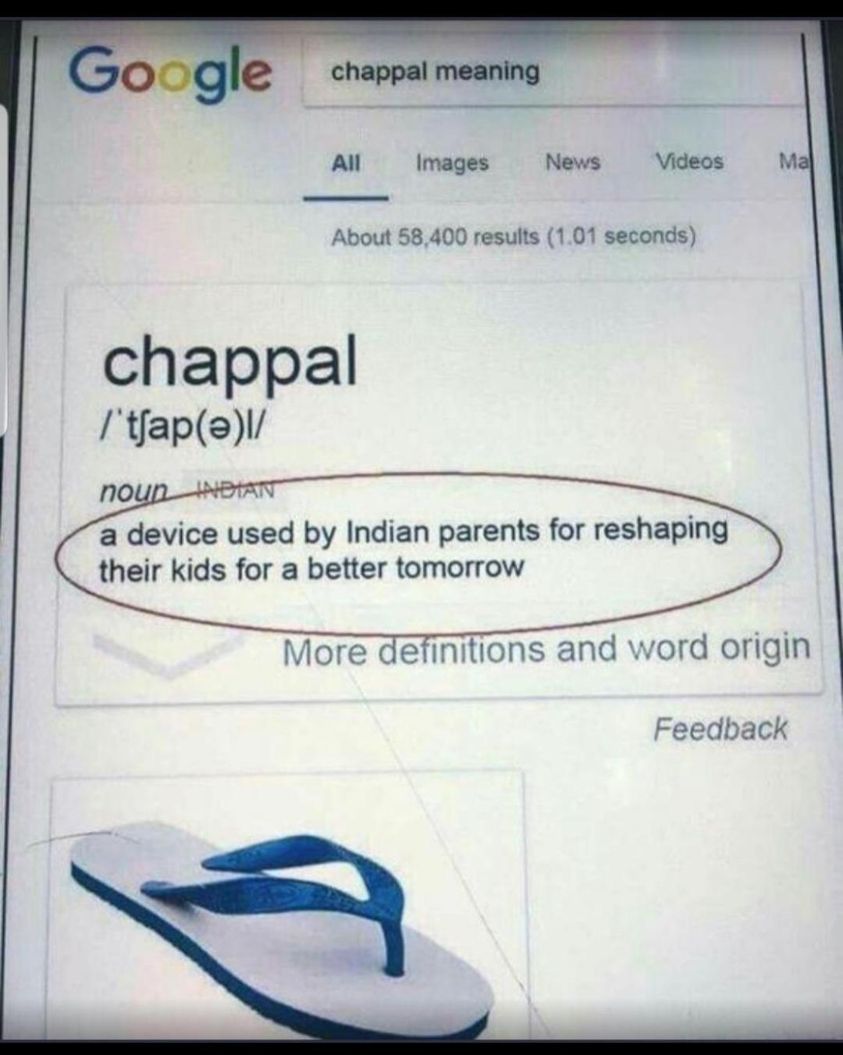 Google
chappal meaning
All Images News Videos Ma
About 58,400 results (1.01 seconds)
chappal
/ˈtʃap(ə)l/
noun INDIAN
a device used by Indian parents for reshaping
their kids for a better tomorrow
More definitions and word origin
Feedback